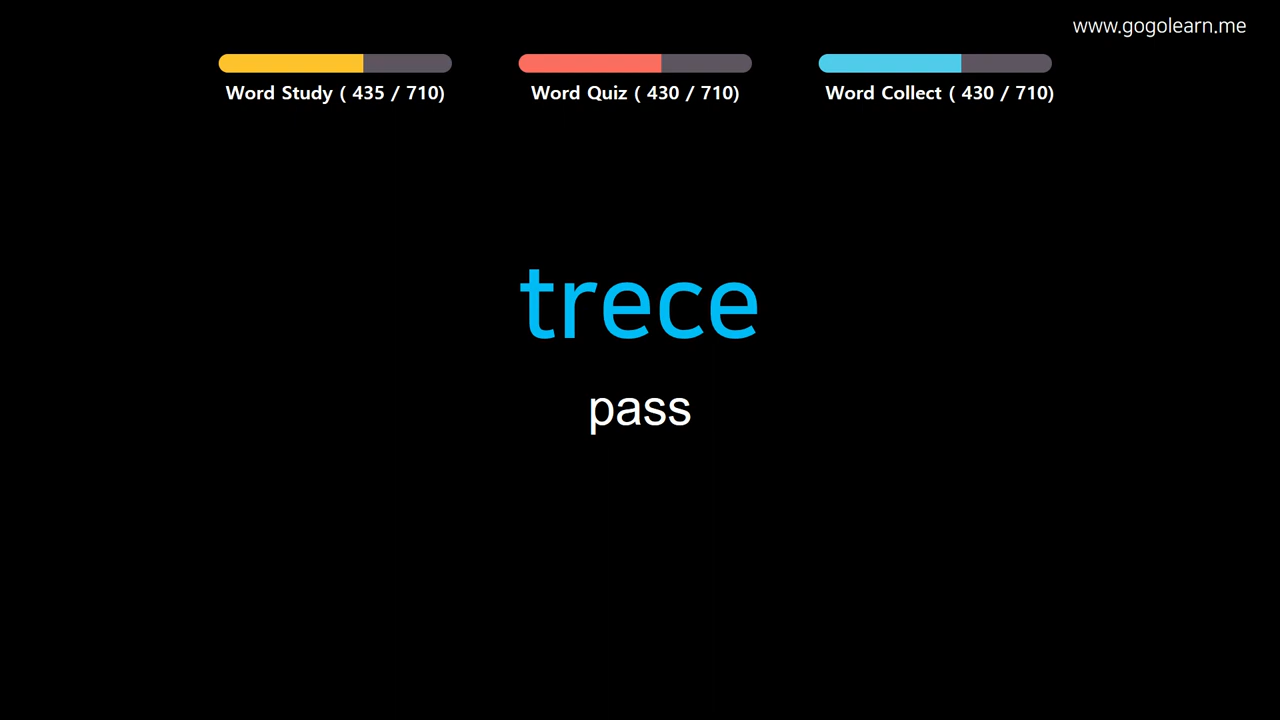 www.gogolearn.me
Word Study ( 435 / 710)
Word Quiz ( 430 / 710)
Word Collect ( 430 / 710)
trece
pass